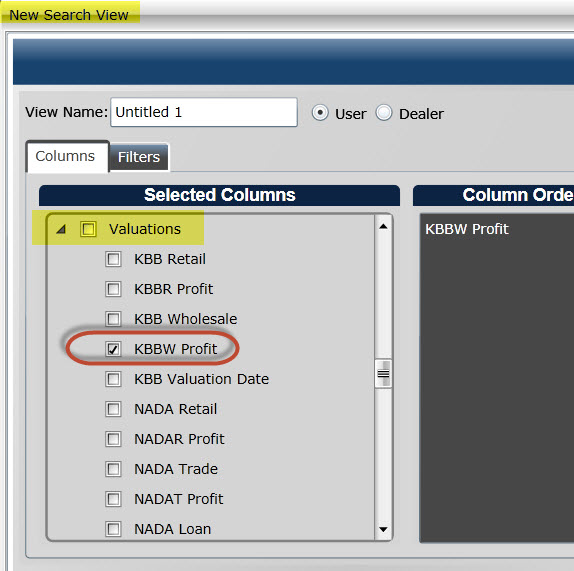 New Search View
View Name: Untitled 1 User Dealer
Columns Filters
Selected Columns Column Orde
Valuations KBBW Profit
KBB Retail
KBBR Profit
KBB Wholesale
KBBW Profit
KBB Valuation Date
NADA Retail
NADAR Profit
NADA Trade
NADAT Profit
NADA Loan